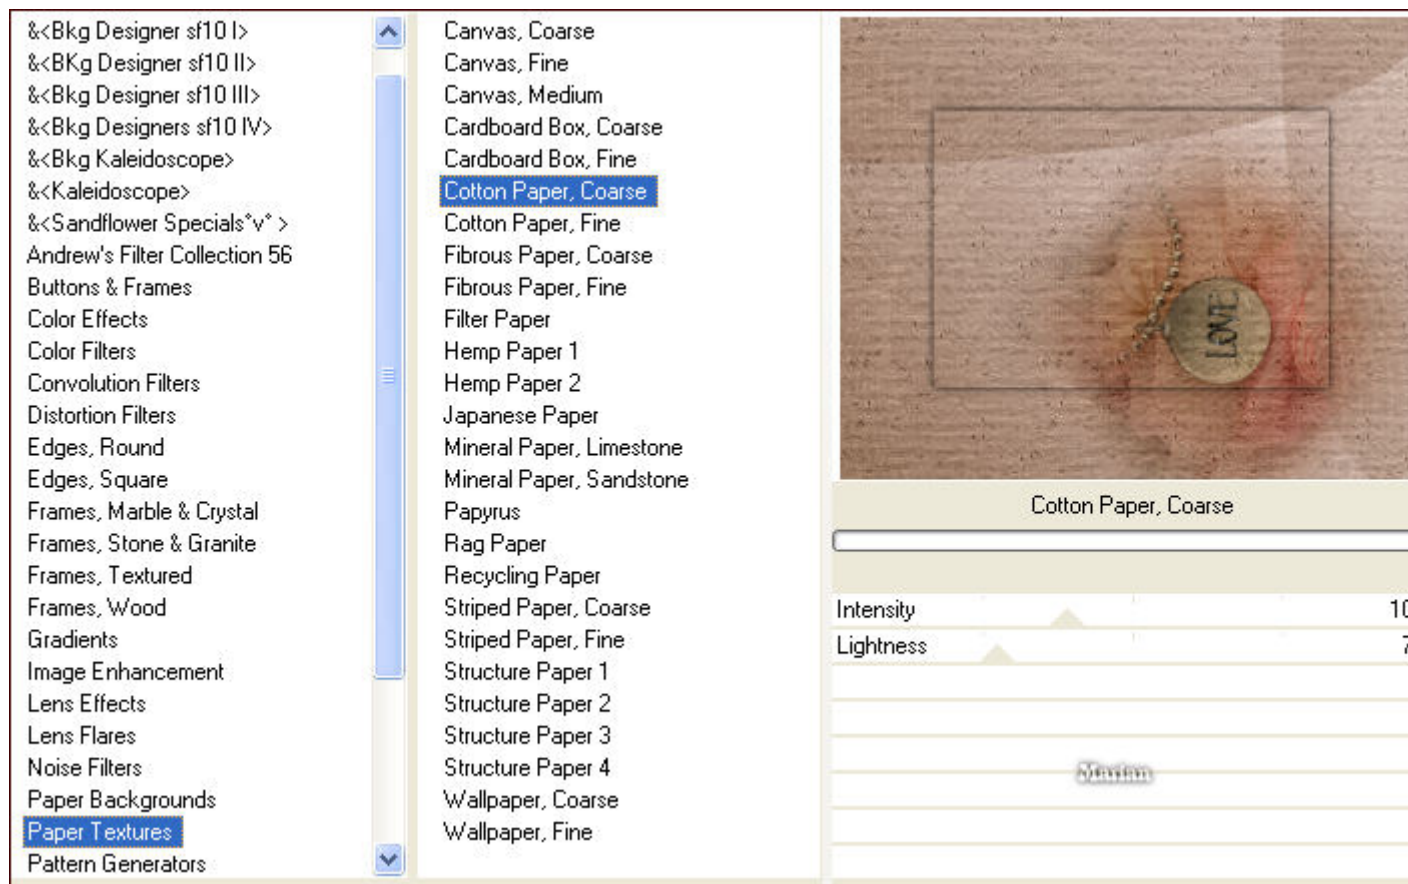 &<Bkg Designer sf10 I>
&<BKg Designer sf10 II>
&<Bkg Designer sf10 III>
&<Bkg Designers sf10 IV>
&<Bkg Kaleidoscope>
&<Kaleidoscope>
&<Sandflower Specials°v° >
Andrew's Filter Collection 56
Buttons & Frames
Color Effects
Color Filters
Convolution Filters
Distortion Filters
Edges, Round
Edges, Square
Frames, Marble & Crystal
Frames, Stone & Granite
Frames, Textured
Frames, Wood
Gradients
Image Enhancement
Lens Effects
Lens Flares
Noise Filters
Paper Backgrounds
Paper Textures
Pattern Generators
Canvas, Coarse
Canvas, Fine
Canvas, Medium
Cardboard Box, Coarse
Cardboard Box, Fine
Cotton Paper, Coarse
Cotton Paper, Fine
Fibrous Paper, Coarse
Fibrous Paper, Fine
Filter Paper
Hemp Paper 1
Hemp Paper 2
Japanese Paper
Mineral Paper, Limestone
Mineral Paper, Sandstone
Papyrus
Rag Paper
Recycling Paper
Striped Paper, Coarse
Striped Paper, Fine
Structure Paper 1
Structure Paper 2
Structure Paper 3
Structure Paper 4
Wallpaper, Coarse
Wallpaper, Fine
LOVE
Cotton Paper, Coarse
Intensity 10
Lightness 7